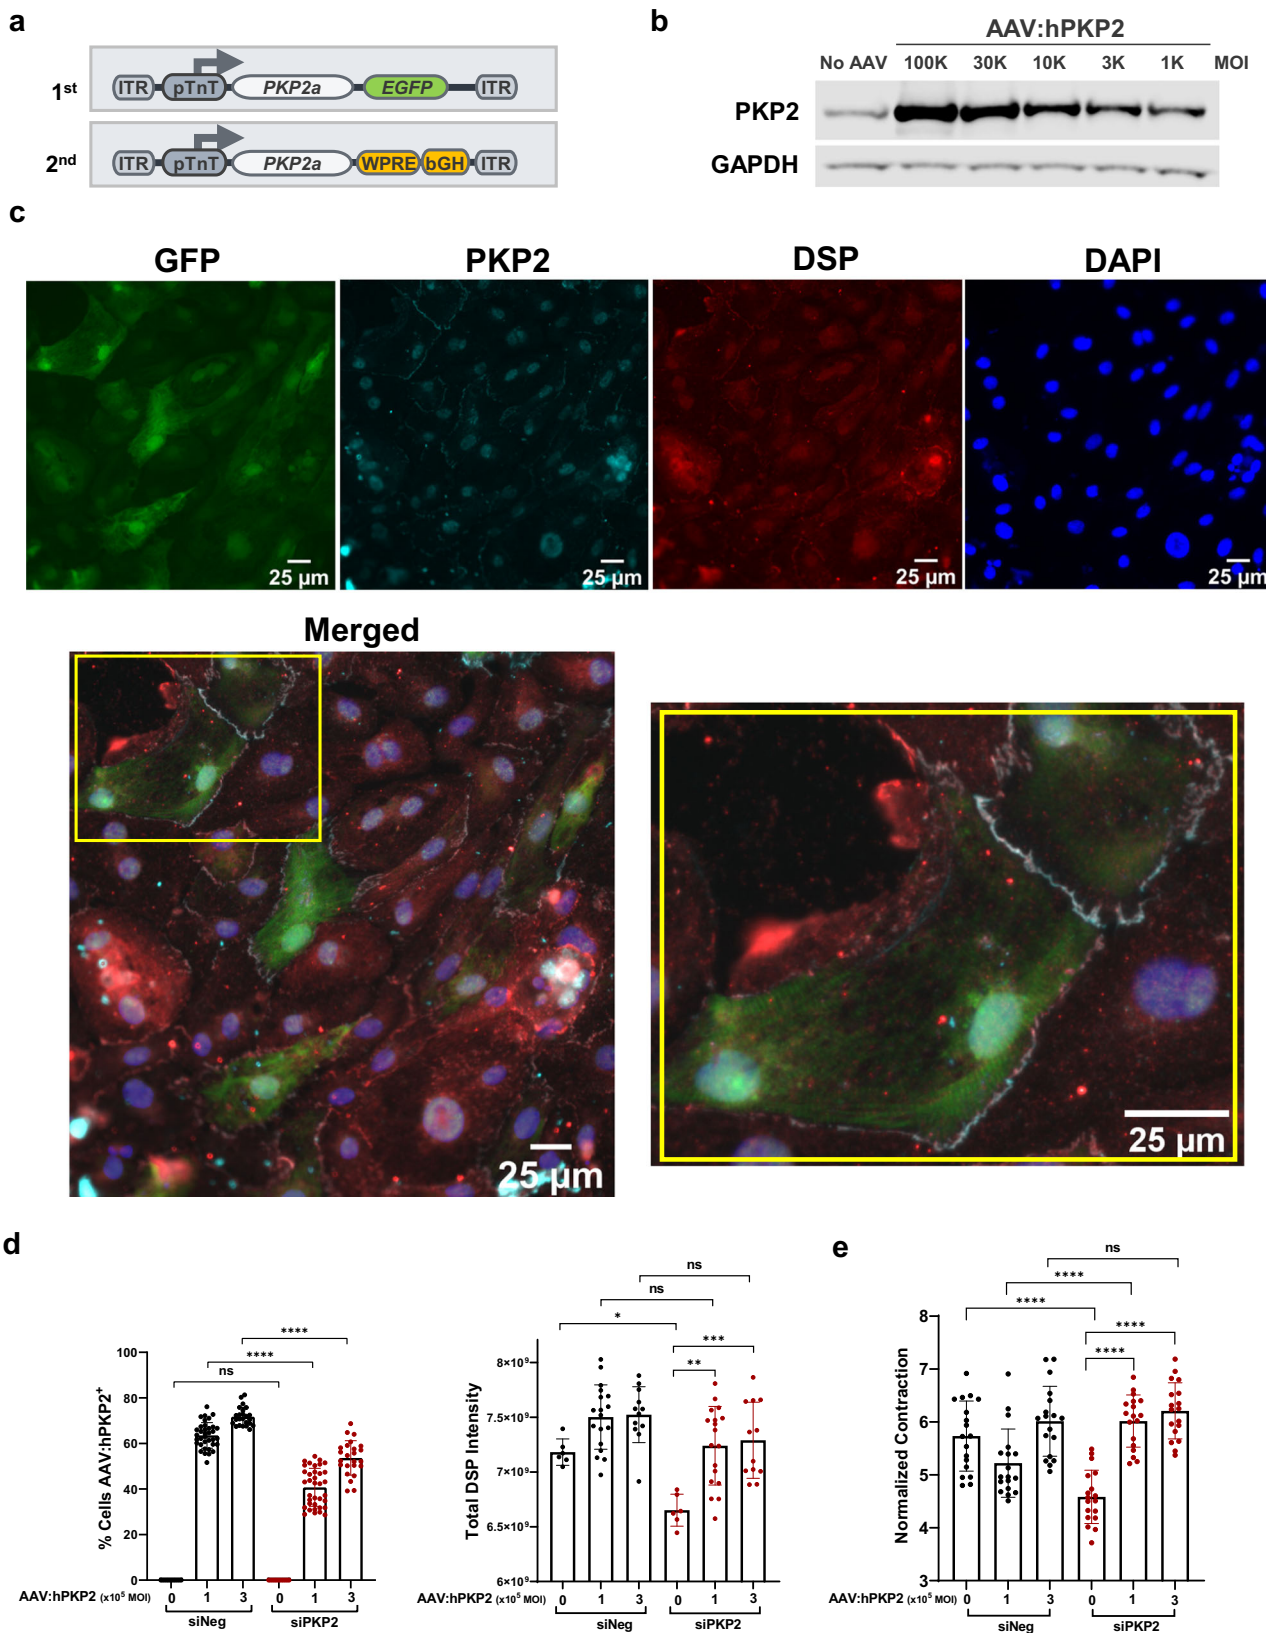 a
1st
ITR pTnT PKP2a EGFP ITR
2nd
ITR pTnT PKP2a WPRE bGH ITR
b
AAV:hPKP2
No AAV 100K 30K 10K 3K 1K MOI
PKP2
GAPDH
c
GFP PKP2 DSP DAPI
25 µm 25 µm 25 µm 25 µm
Merged
25 µm
25 µm
d
% Cells AAV:hPKP2+
100
80
60
40
20
0
ns
****
****
0 1 3 0 1 3
AAV:hPKP2 (x10⁵ MOI)
siNeg siPKP2
Total DSP Intensity
8×10⁹
7.5×10⁹
7×10⁹
6.5×10⁹
6×10⁹
ns
ns
*
***
**
0 1 3 0 1 3
AAV:hPKP2 (x10⁵ MOI)
siNeg siPKP2
e
Normalized Contraction
8
7
6
5
4
3
ns
****
****
****
****
0 1 3 0 1 3
AAV:hPKP2 (x10⁵ MOI)
siNeg siPKP2